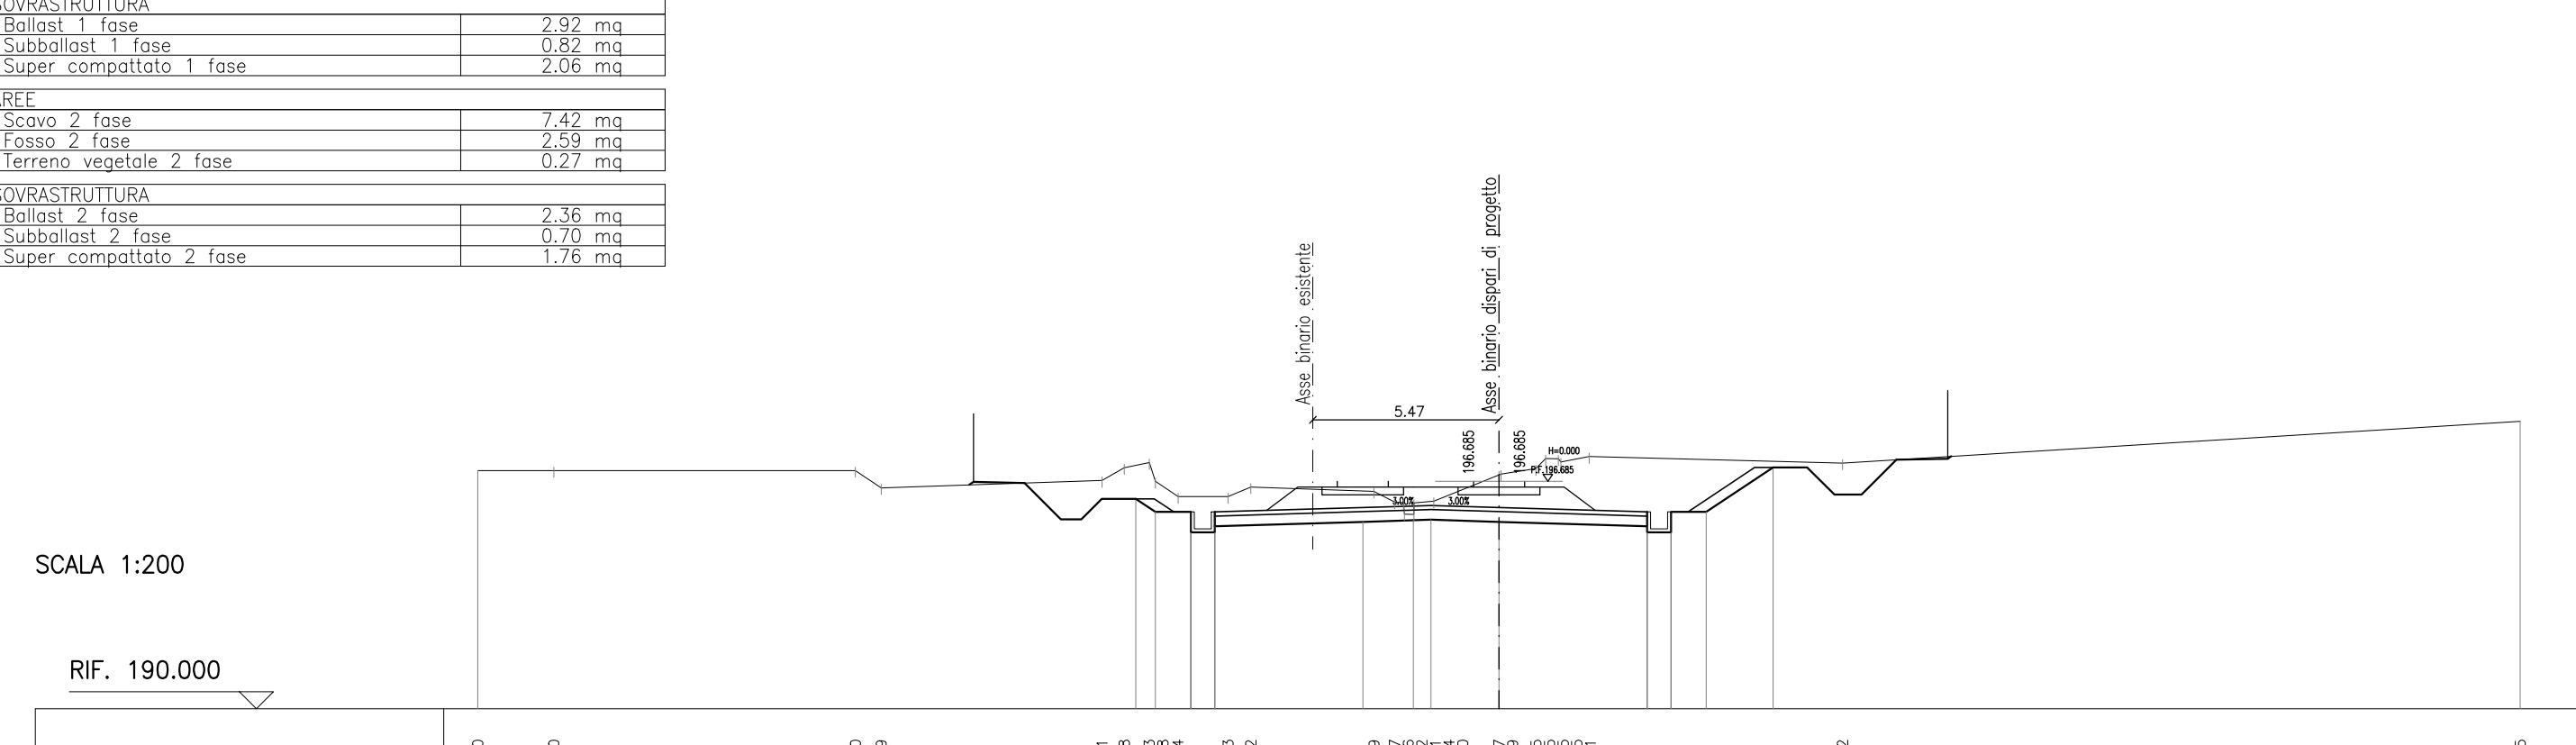 SOVRASTRUTTURA
Ballast 1 fase 2.92 mq
Subballast 1 fase 0.82 mq
Super compattato 1 fase 2.06 mq
AREE
Scavo 2 fase 7.42 mq
Fosso 2 fase 2.59 mq
Terreno vegetale 2 fase 0.27 mq
SOVRASTRUTTURA
Ballast 2 fase 2.36 mq
Subballast 2 fase 0.70 mq
Super compattato 2 fase 1.76 mq
Asse binario esistente
Asse binario dispari di progetto
5.47
196.685
196.685
H=0.000
P.F.196.685
3.00%
3.00%
SCALA 1:200
RIF. 190.000